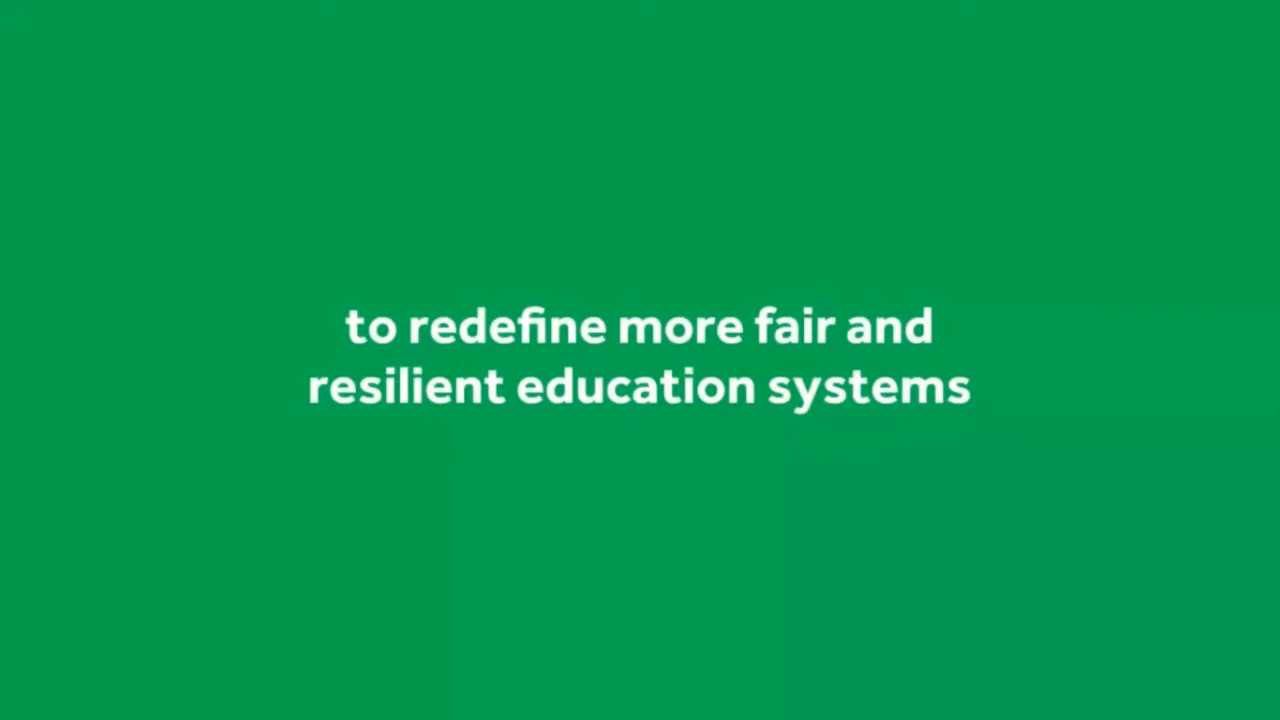 to redefine more fair and
resilient education systems